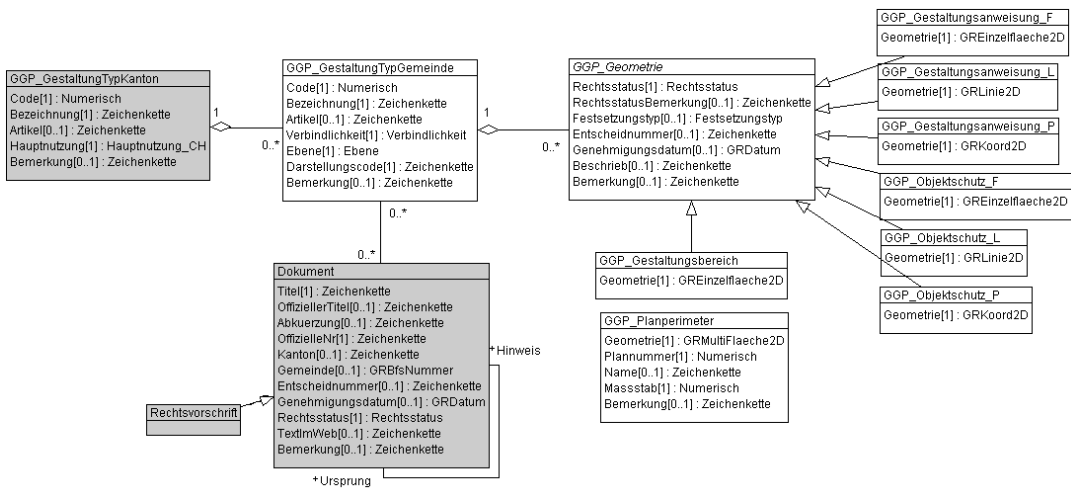 GGP_GestaltungTypKanton
Code[1] : Numerisch
Bezeichnung[1] : Zeichenkette
Artikel[0..1] : Zeichenkette
Hauptnutzung[1] : Hauptnutzung_CH
Bemerkung[0..1] : Zeichenkette
1
0..*
GGP_GestaltungTypGemeinde
Code[1] : Numerisch
Bezeichnung[1] : Zeichenkette
Artikel[0..1] : Zeichenkette
Verbindlichkeit[1] : Verbindlichkeit
Ebene[1] : Ebene
Darstellungscode[1] : Zeichenkette
Bemerkung[0..1] : Zeichenkette
1
0..*
GGP_Geometrie
Rechtsstatus[1] : Rechtsstatus
RechtsstatusBemerkung[0..1] : Zeichenkette
Festsetzungstyp[0..1] : Festsetzungstyp
Entscheidnummer[0..1] : Zeichenkette
Genehmigungsdatum[0..1] : GRDatum
Beschrieb[0..1] : Zeichenkette
Bemerkung[0..1] : Zeichenkette
GGP_Gestaltungsanweisung_F
Geometrie[1] : GREinzelflaeche2D
GGP_Gestaltungsanweisung_L
Geometrie[1] : GRLinie2D
GGP_Gestaltungsanweisung_P
Geometrie[1] : GRKoord2D
GGP_Objektschutz_F
Geometrie[1] : GREinzelflaeche2D
GGP_Objektschutz_L
Geometrie[1] : GRLinie2D
GGP_Objektschutz_P
Geometrie[1] : GRKoord2D
0..*
0..*
Dokument
Titel[1] : Zeichenkette
OffiziellerTitel[0..1] : Zeichenkette
Abkuerzung[0..1] : Zeichenkette
OffizielleNr[1] : Zeichenkette
Kanton[0..1] : Zeichenkette
Gemeinde[0..1] : GRBfsNummer
Entscheidnummer[0..1] : Zeichenkette
Genehmigungsdatum[0..1] : GRDatum
Rechtsstatus[1] : Rechtsstatus
TextImWeb[0..1] : Zeichenkette
Bemerkung[0..1] : Zeichenkette
+Hinweis
+Ursprung
Rechtsvorschrift
GGP_Gestaltungsbereich
Geometrie[1] : GREinzelflaeche2D
GGP_Planperimeter
Geometrie[1] : GRMultiFlaeche2D
Plannummer[1] : Numerisch
Name[0..1] : Zeichenkette
Massstab[1] : Numerisch
Bemerkung[0..1] : Zeichenkette